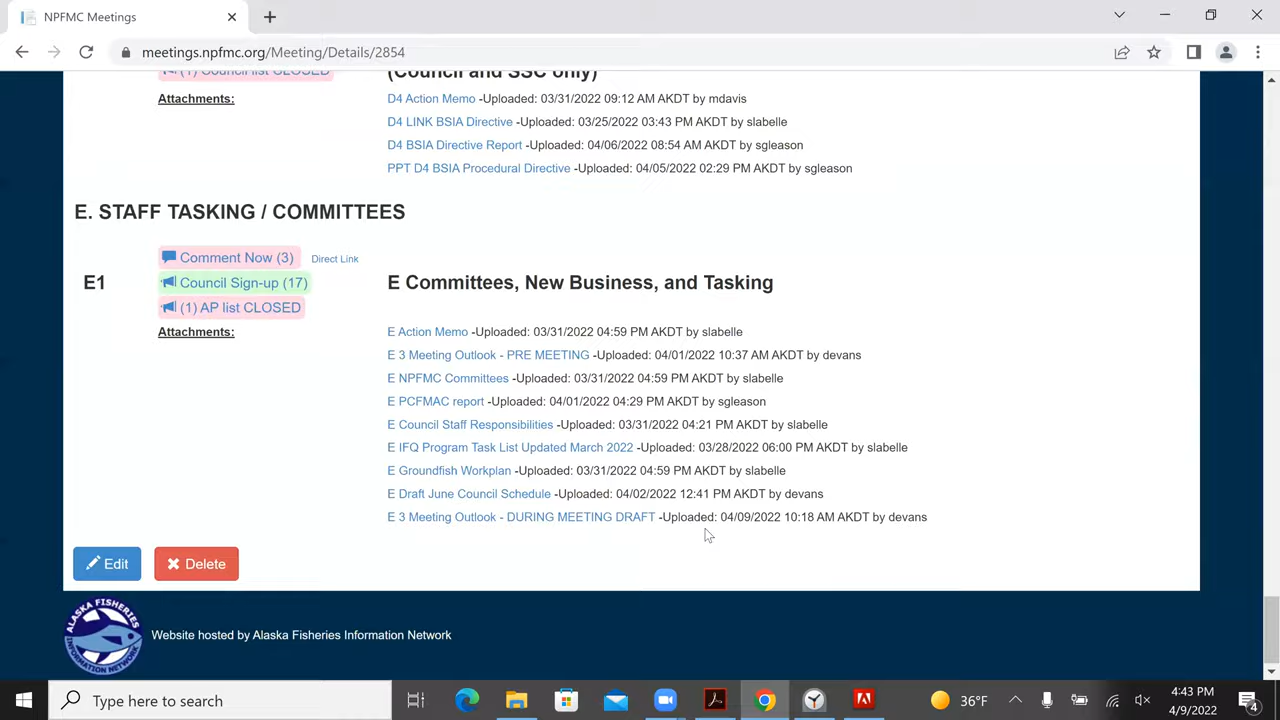 NPFMC Meetings
meetings.npfmc.org/Meeting/Details/2854
(1) Council list CLOSED
(Council and SSC only)
Attachments:
D4 Action Memo -Uploaded: 03/31/2022 09:12 AM AKDT by mdavis
D4 LINK BSIA Directive -Uploaded: 03/25/2022 03:43 PM AKDT by slabelle
D4 BSIA Directive Report -Uploaded: 04/06/2022 08:54 AM AKDT by sgleason
PPT D4 BSIA Procedural Directive -Uploaded: 04/05/2022 02:29 PM AKDT by sgleason
E. STAFF TASKING / COMMITTEES
Comment Now (3) Direct Link
E1
Council Sign-up (17)
E Committees, New Business, and Tasking
(1) AP list CLOSED
Attachments:
E Action Memo -Uploaded: 03/31/2022 04:59 PM AKDT by slabelle
E 3 Meeting Outlook - PRE MEETING -Uploaded: 04/01/2022 10:37 AM AKDT by devans
E NPFMC Committees -Uploaded: 03/31/2022 04:59 PM AKDT by slabelle
E PCFMAC report -Uploaded: 04/01/2022 04:29 PM AKDT by sgleason
E Council Staff Responsibilities -Uploaded: 03/31/2022 04:21 PM AKDT by slabelle
E IFQ Program Task List Updated March 2022 -Uploaded: 03/28/2022 06:00 PM AKDT by slabelle
E Groundfish Workplan -Uploaded: 03/31/2022 04:59 PM AKDT by slabelle
E Draft June Council Schedule -Uploaded: 04/02/2022 12:41 PM AKDT by devans
E 3 Meeting Outlook - DURING MEETING DRAFT -Uploaded: 04/09/2022 10:18 AM AKDT by devans
Edit
Delete
ALASKA FISHERIES
INFORMATION NETWORK
Website hosted by Alaska Fisheries Information Network
Type here to search
36°F
4:43 PM
4/9/2022
4